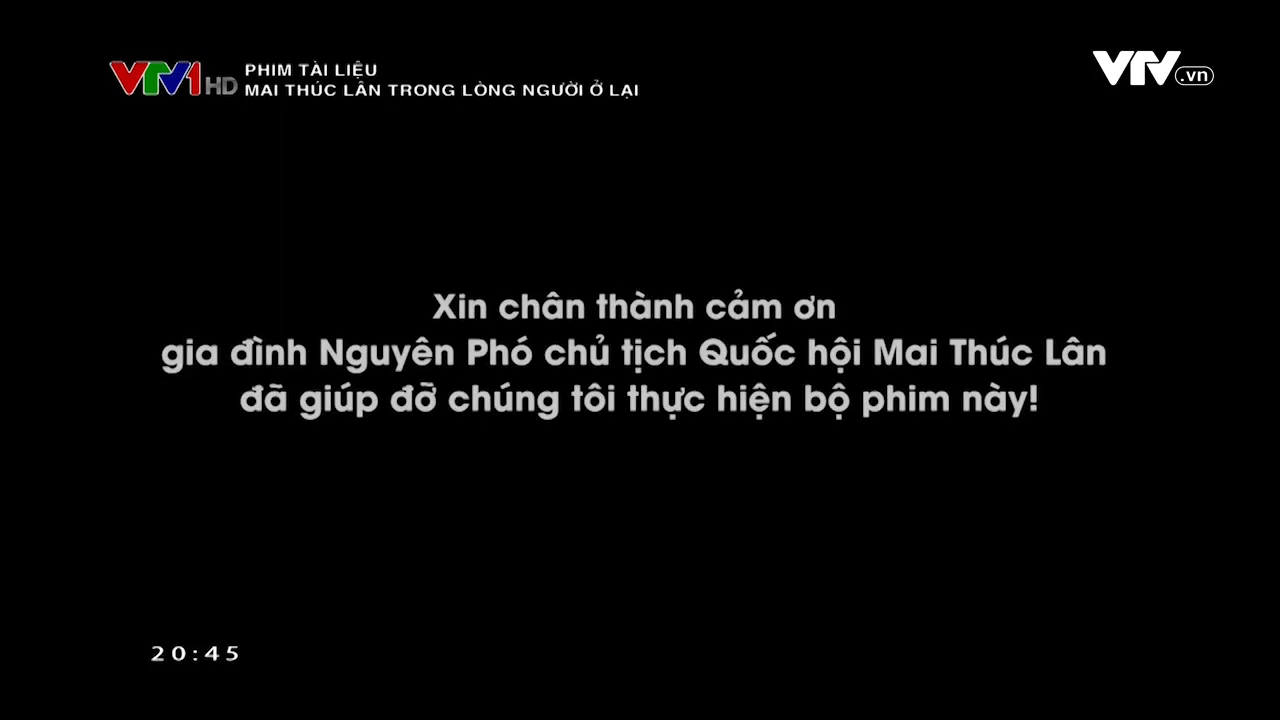 VTV1 HD
PHIM TÀI LIỆU
MAI THÚC LÂN TRONG LÒNG NGƯỜI Ở LẠI
VTV.vn
Xin chân thành cảm ơn
gia đình Nguyên Phó chủ tịch Quốc hội Mai Thúc Lân
đã giúp đỡ chúng tôi thực hiện bộ phim này!
20:45